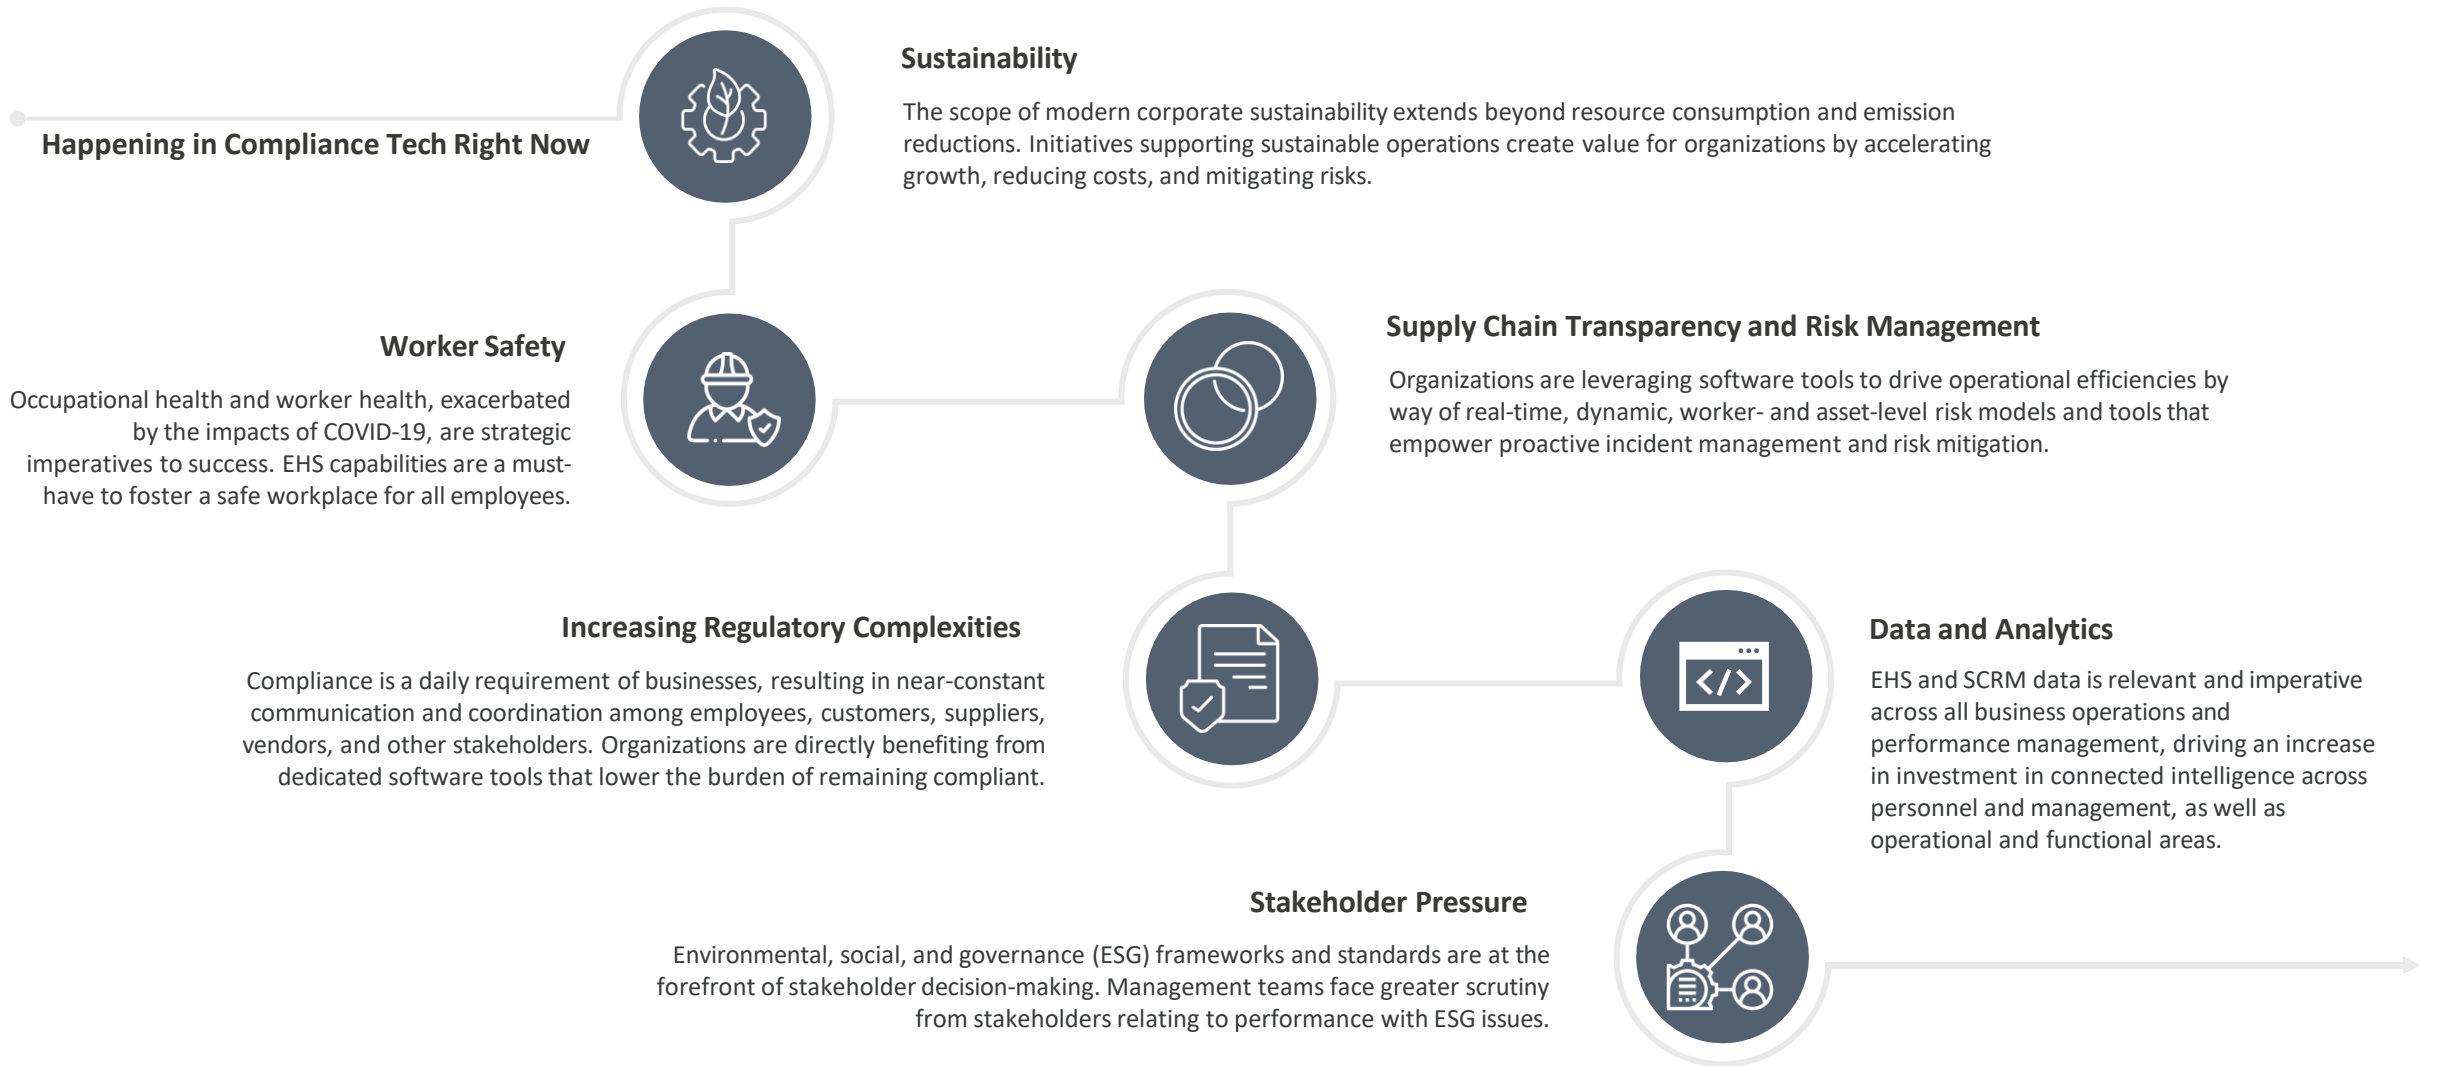 Happening in Compliance Tech Right Now
Sustainability
The scope of modern corporate sustainability extends beyond resource consumption and emission
reductions. Initiatives supporting sustainable operations create value for organizations by accelerating
growth, reducing costs, and mitigating risks.
Worker Safety
Occupational health and worker health, exacerbated
by the impacts of COVID-19, are strategic
imperatives to success. EHS capabilities are a must-
have to foster a safe workplace for all employees.
Supply Chain Transparency and Risk Management
Organizations are leveraging software tools to drive operational efficiencies by
way of real-time, dynamic, worker- and asset-level risk models and tools that
empower proactive incident management and risk mitigation.
Increasing Regulatory Complexities
Compliance is a daily requirement of businesses, resulting in near-constant
communication and coordination among employees, customers, suppliers,
vendors, and other stakeholders. Organizations are directly benefiting from
dedicated software tools that lower the burden of remaining compliant.
Data and Analytics
EHS and SCRM data is relevant and imperative
across all business operations and
performance management, driving an increase
in investment in connected intelligence across
personnel and management, as well as
operational and functional areas.
Stakeholder Pressure
Environmental, social, and governance (ESG) frameworks and standards are at the
forefront of stakeholder decision-making. Management teams face greater scrutiny
from stakeholders relating to performance with ESG issues.